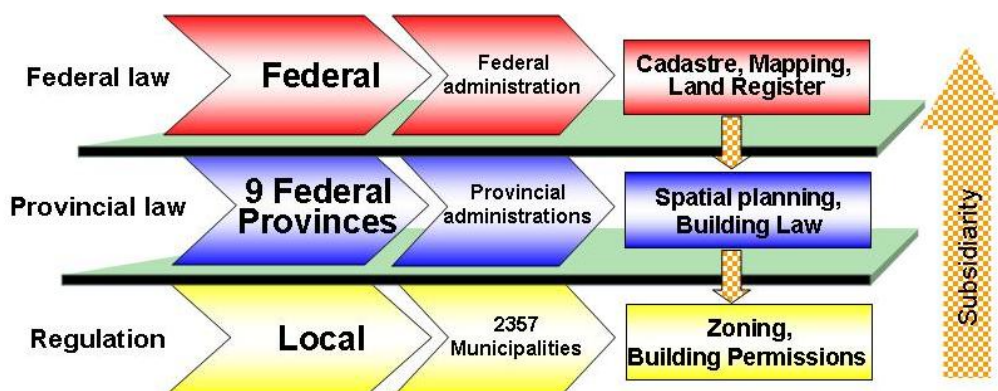 Federal law
Federal
Federal
administration
Cadastre, Mapping,
Land Register
Provincial law
9 Federal
Provinces
Provincial
administrations
Spatial planning,
Building Law
Regulation
Local
2357
Municipalities
Zoning,
Building Permissions
Subsidiarity